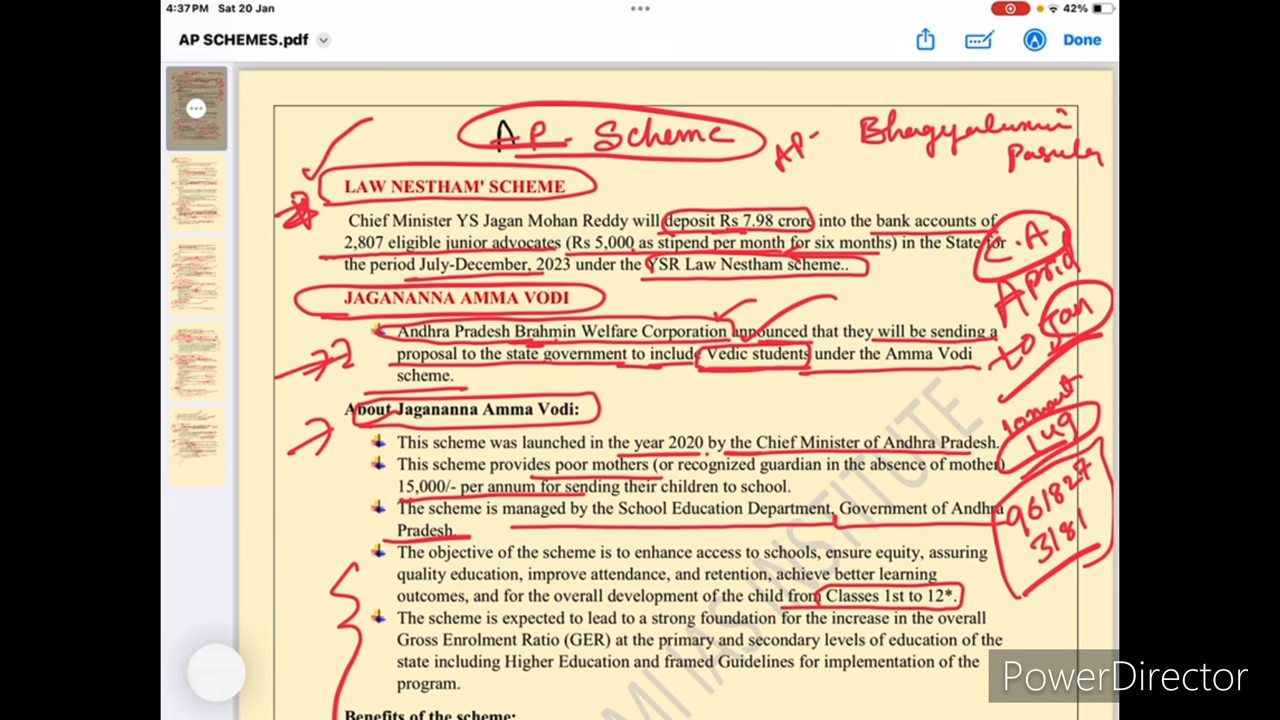 4:37 PM Sat 20 Jan
42%
AP SCHEMES.pdf
Done
AP Scheme
AP
Bhagyalaxmi
LAW NESTHAM' SCHEME
Chief Minister YS Jagan Mohan Reddy will deposit Rs 7.98 crore into the bank accounts of
2,807 eligible junior advocates (Rs 5,000 as stipend per month for six months) in the State for
the period July-December, 2023 under the YSR Law Nestham scheme..
C.A
April
to Jan
JAGANANNA AMMA VODI
Andhra Pradesh Brahmin Welfare Corporation announced that they will be sending a
proposal to the state government to include Vedic students under the Amma Vodi
scheme.
About Jagananna Amma Vodi:
This scheme was launched in the year 2020 by the Chief Minister of Andhra Pradesh.
This scheme provides poor mothers (or recognized guardian in the absence of mother)
15,000/- per annum for sending their children to school.
The scheme is managed by the School Education Department, Government of Andhra
Pradesh.
149
961827
3181
The objective of the scheme is to enhance access to schools, ensure equity, assuring
quality education, improve attendance, and retention, achieve better learning
outcomes, and for the overall development of the child from Classes 1st to 12*.
The scheme is expected to lead to a strong foundation for the increase in the overall
Gross Enrolment Ratio (GER) at the primary and secondary levels of education of the
state including Higher Education and framed Guidelines for implementation of the
program.
Benefits of the scheme:
MI IAS INSTITUTE
PowerDirector